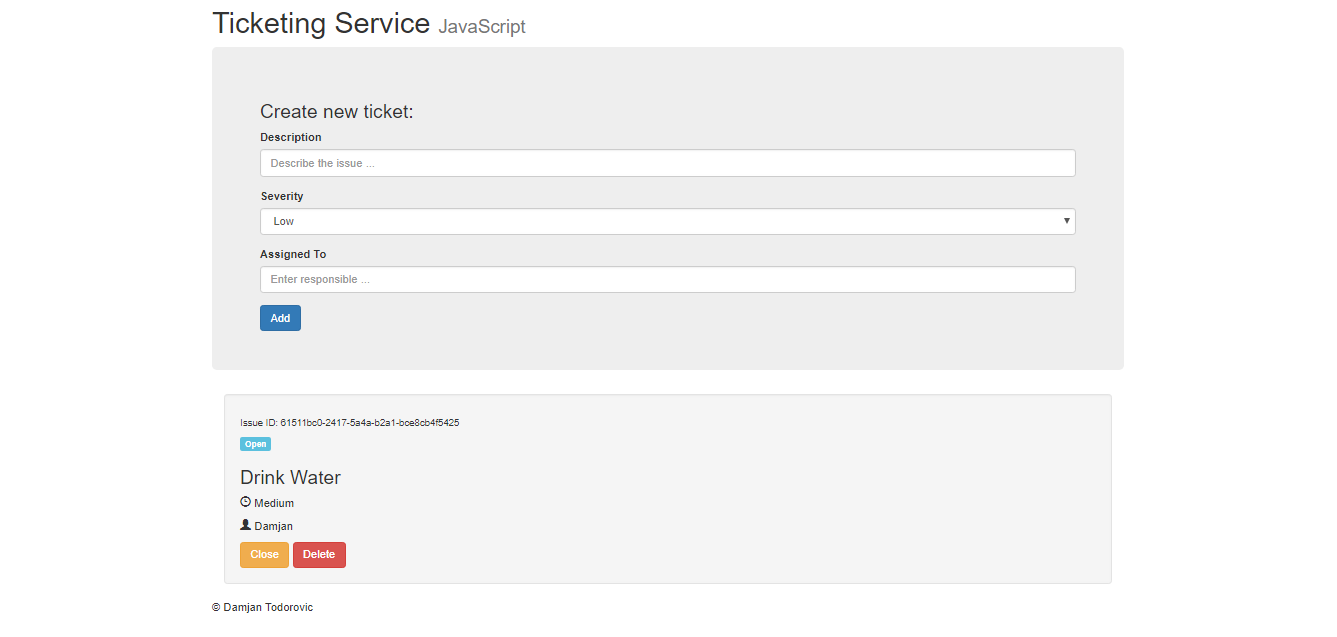 Ticketing Service JavaScript
Create new ticket:
Description
Describe the issue ...
Severity
Low
Assigned To
Enter responsible ...
Add
Issue ID: 61511bc0-2417-5a4a-b2a1-bce8cb4f5425
Open
Drink Water
Medium
Damjan
Close Delete
© Damjan Todorovic